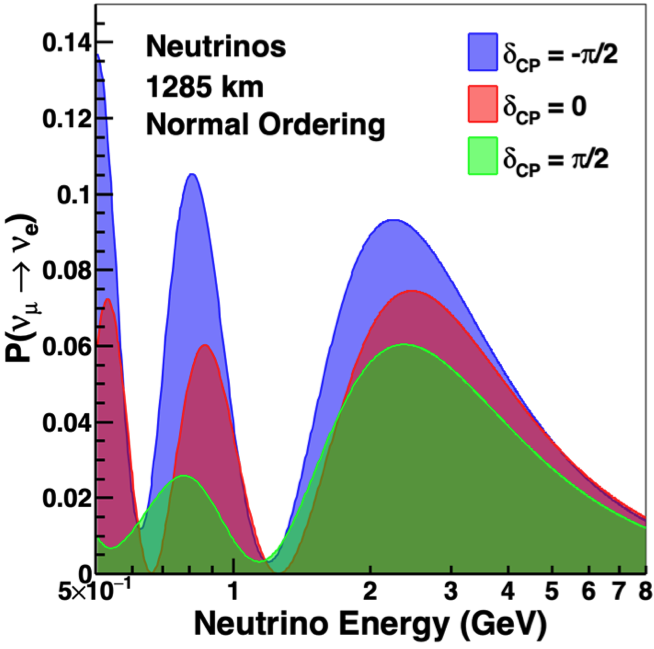 Neutrinos
1285 km
Normal Ordering
δCP = -π/2
δCP = 0
δCP = π/2
P(νμ → νe)
0.14
0.12
0.1
0.08
0.06
0.04
0.02
0
5×10⁻¹ 1 2 3 4 5 6 7 8
Neutrino Energy (GeV)